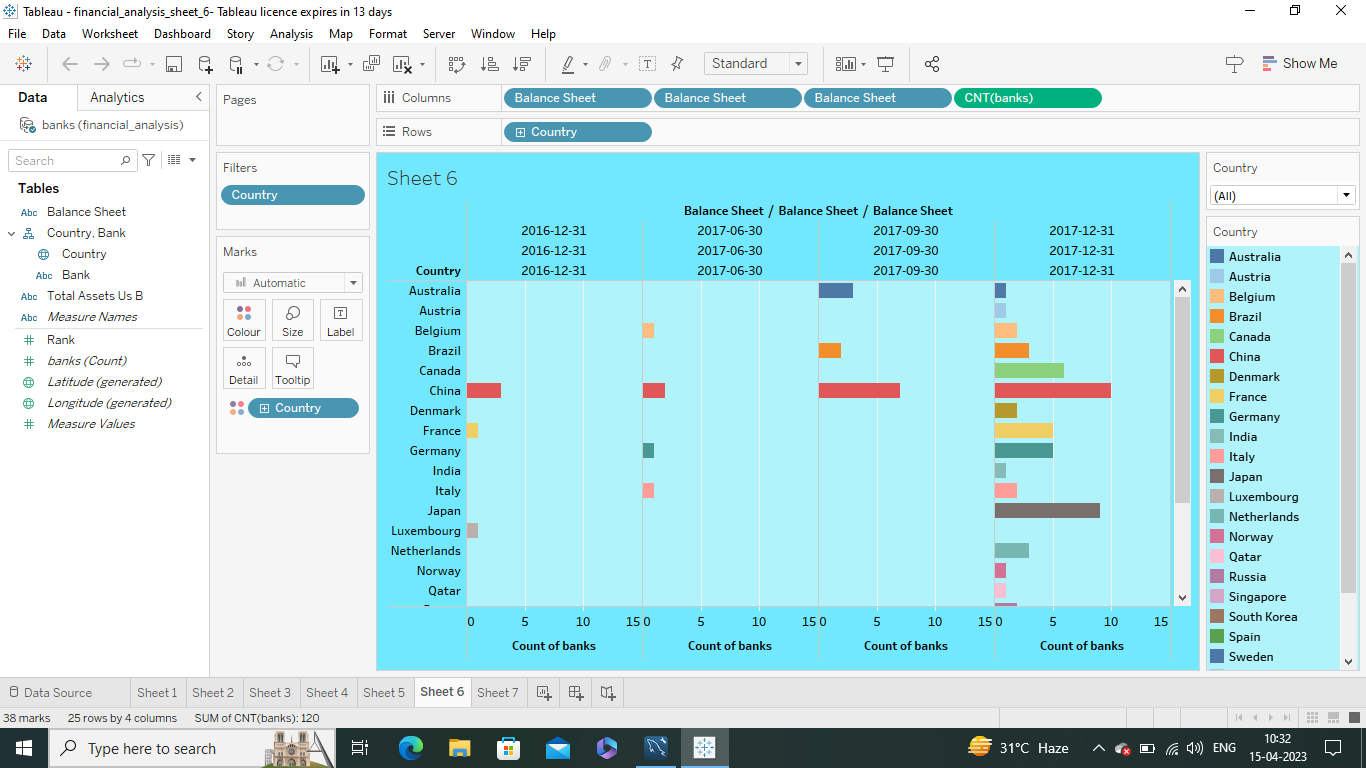 Tableau - financial_analysis_sheet_6- Tableau licence expires in 13 days
File Data Worksheet Dashboard Story Analysis Map Format Server Window Help
Standard Show Me
Data Analytics
banks (financial_analysis)
Search
Tables
Abc Balance Sheet
Country, Bank
Country
Abc Bank
Abc Total Assets Us B
Abc Measure Names
Rank
banks (Count)
Latitude (generated)
Longitude (generated)
Measure Values
Pages
Filters
Country
Marks
Automatic
Colour Size Label
Detail Tooltip
Country
Columns Balance Sheet Balance Sheet Balance Sheet CNT(banks)
Rows Country
Sheet 6
Balance Sheet / Balance Sheet / Balance Sheet
2016-12-31 2017-06-30 2017-09-30 2017-12-31
2016-12-31 2017-06-30 2017-09-30 2017-12-31
Country 2016-12-31 2017-06-30 2017-09-30 2017-12-31
Australia
Austria
Belgium
Brazil
Canada
China
Denmark
France
Germany
India
Italy
Japan
Luxembourg
Netherlands
Norway
Qatar
0 5 10 15 0 5 10 15 0 5 10 15 0 5 10 15
Count of banks Count of banks Count of banks Count of banks
Country
(All)
Country
Australia
Austria
Belgium
Brazil
Canada
China
Denmark
France
Germany
India
Italy
Japan
Luxembourg
Netherlands
Norway
Qatar
Russia
Singapore
South Korea
Spain
Sweden
Data Source Sheet 1 Sheet 2 Sheet 3 Sheet 4 Sheet 5 Sheet 6 Sheet 7
38 marks 25 rows by 4 columns SUM of CNT(banks): 120
Type here to search 31°C Haze ENG 10:32
15-04-2023